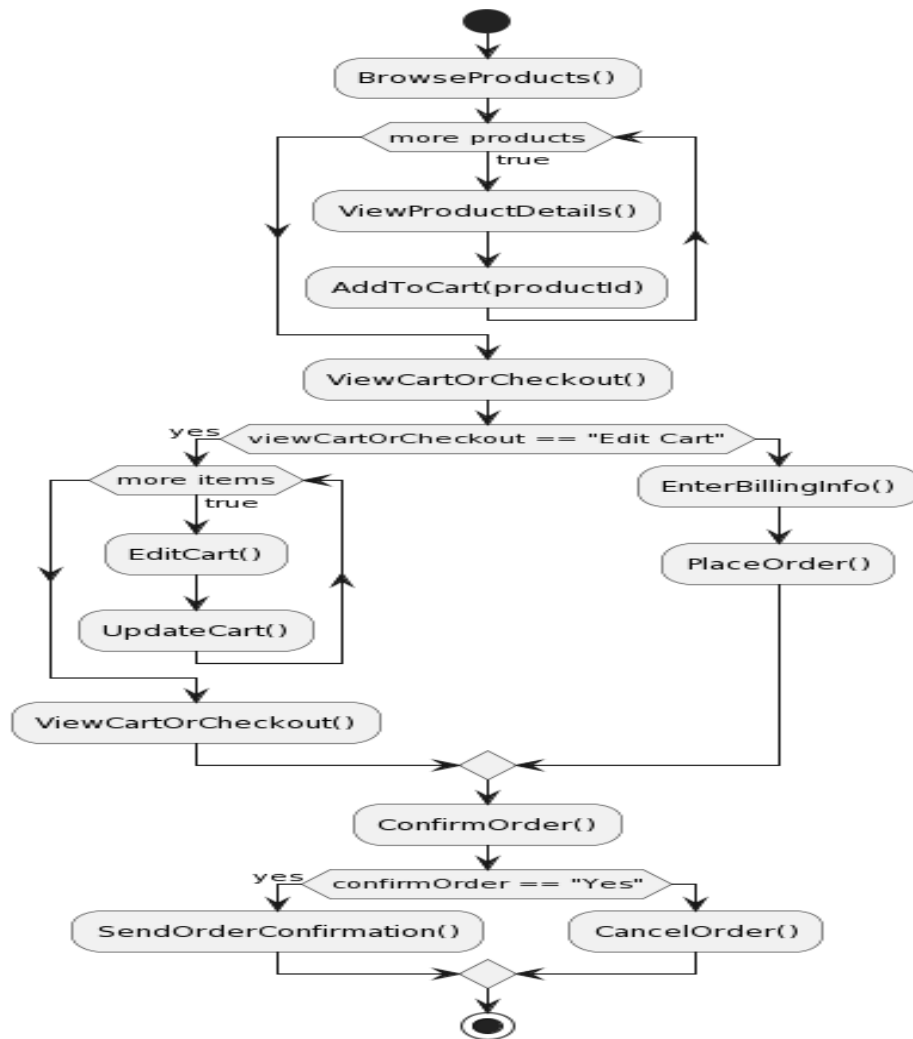 BrowseProducts()
more products
true
ViewProductDetails()
AddToCart(productId)
ViewCartOrCheckout()
yes
viewCartOrCheckout == "Edit Cart"
more items
true
EditCart()
UpdateCart()
ViewCartOrCheckout()
EnterBillingInfo()
PlaceOrder()
ConfirmOrder()
yes
confirmOrder == "Yes"
SendOrderConfirmation()
CancelOrder()